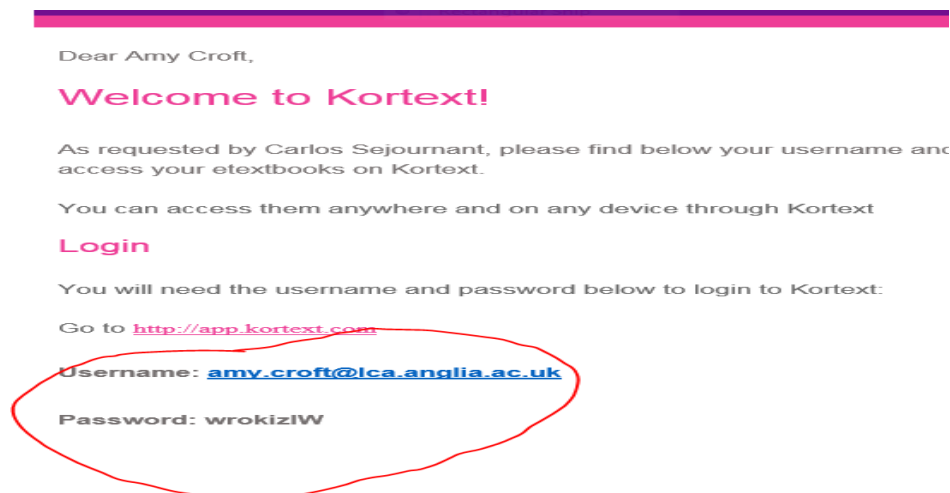 Dear Amy Croft,
Welcome to Kortext!
As requested by Carlos Sejournant, please find below your username and
access your etextbooks on Kortext.
You can access them anywhere and on any device through Kortext
Login
You will need the username and password below to login to Kortext:
Go to http://app.kortext.com
Username: amy.croft@lca.anglia.ac.uk
Password: